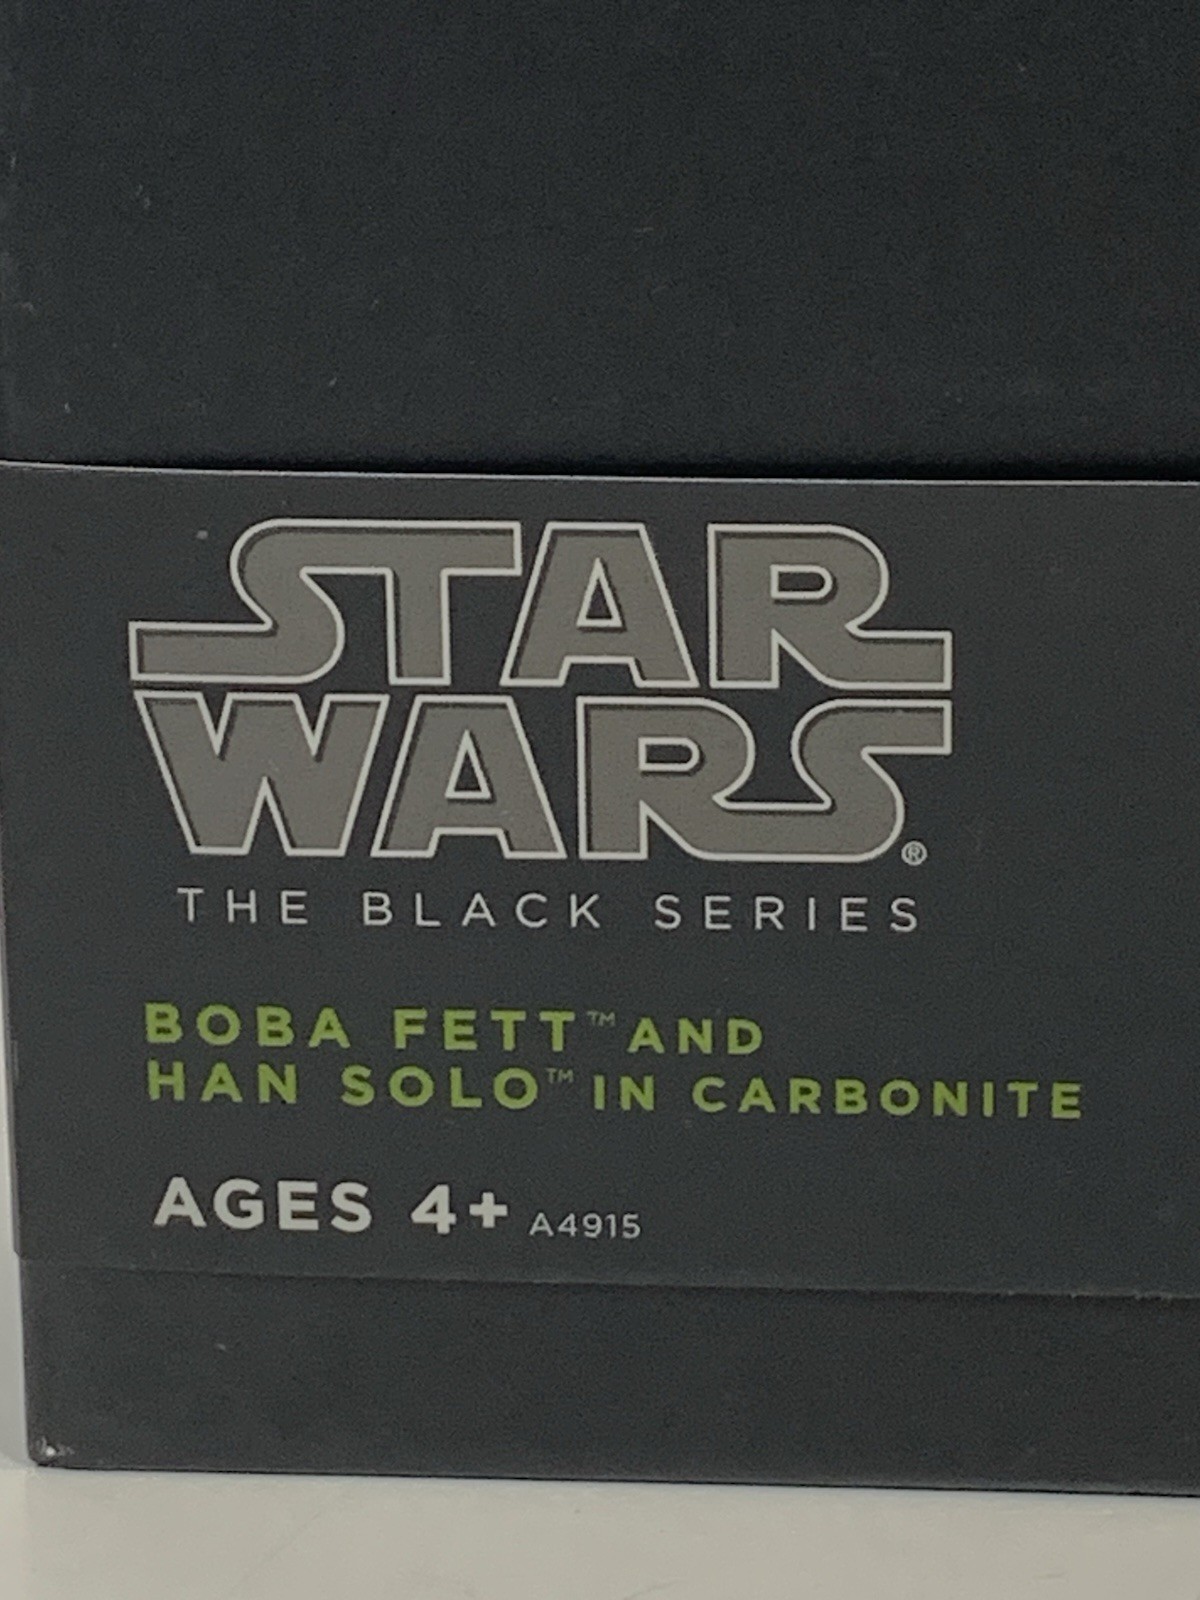 STAR
WARS®
THE BLACK SERIES
BOBA FETT™ AND
HAN SOLO™ IN CARBONITE
AGES 4+ A4915